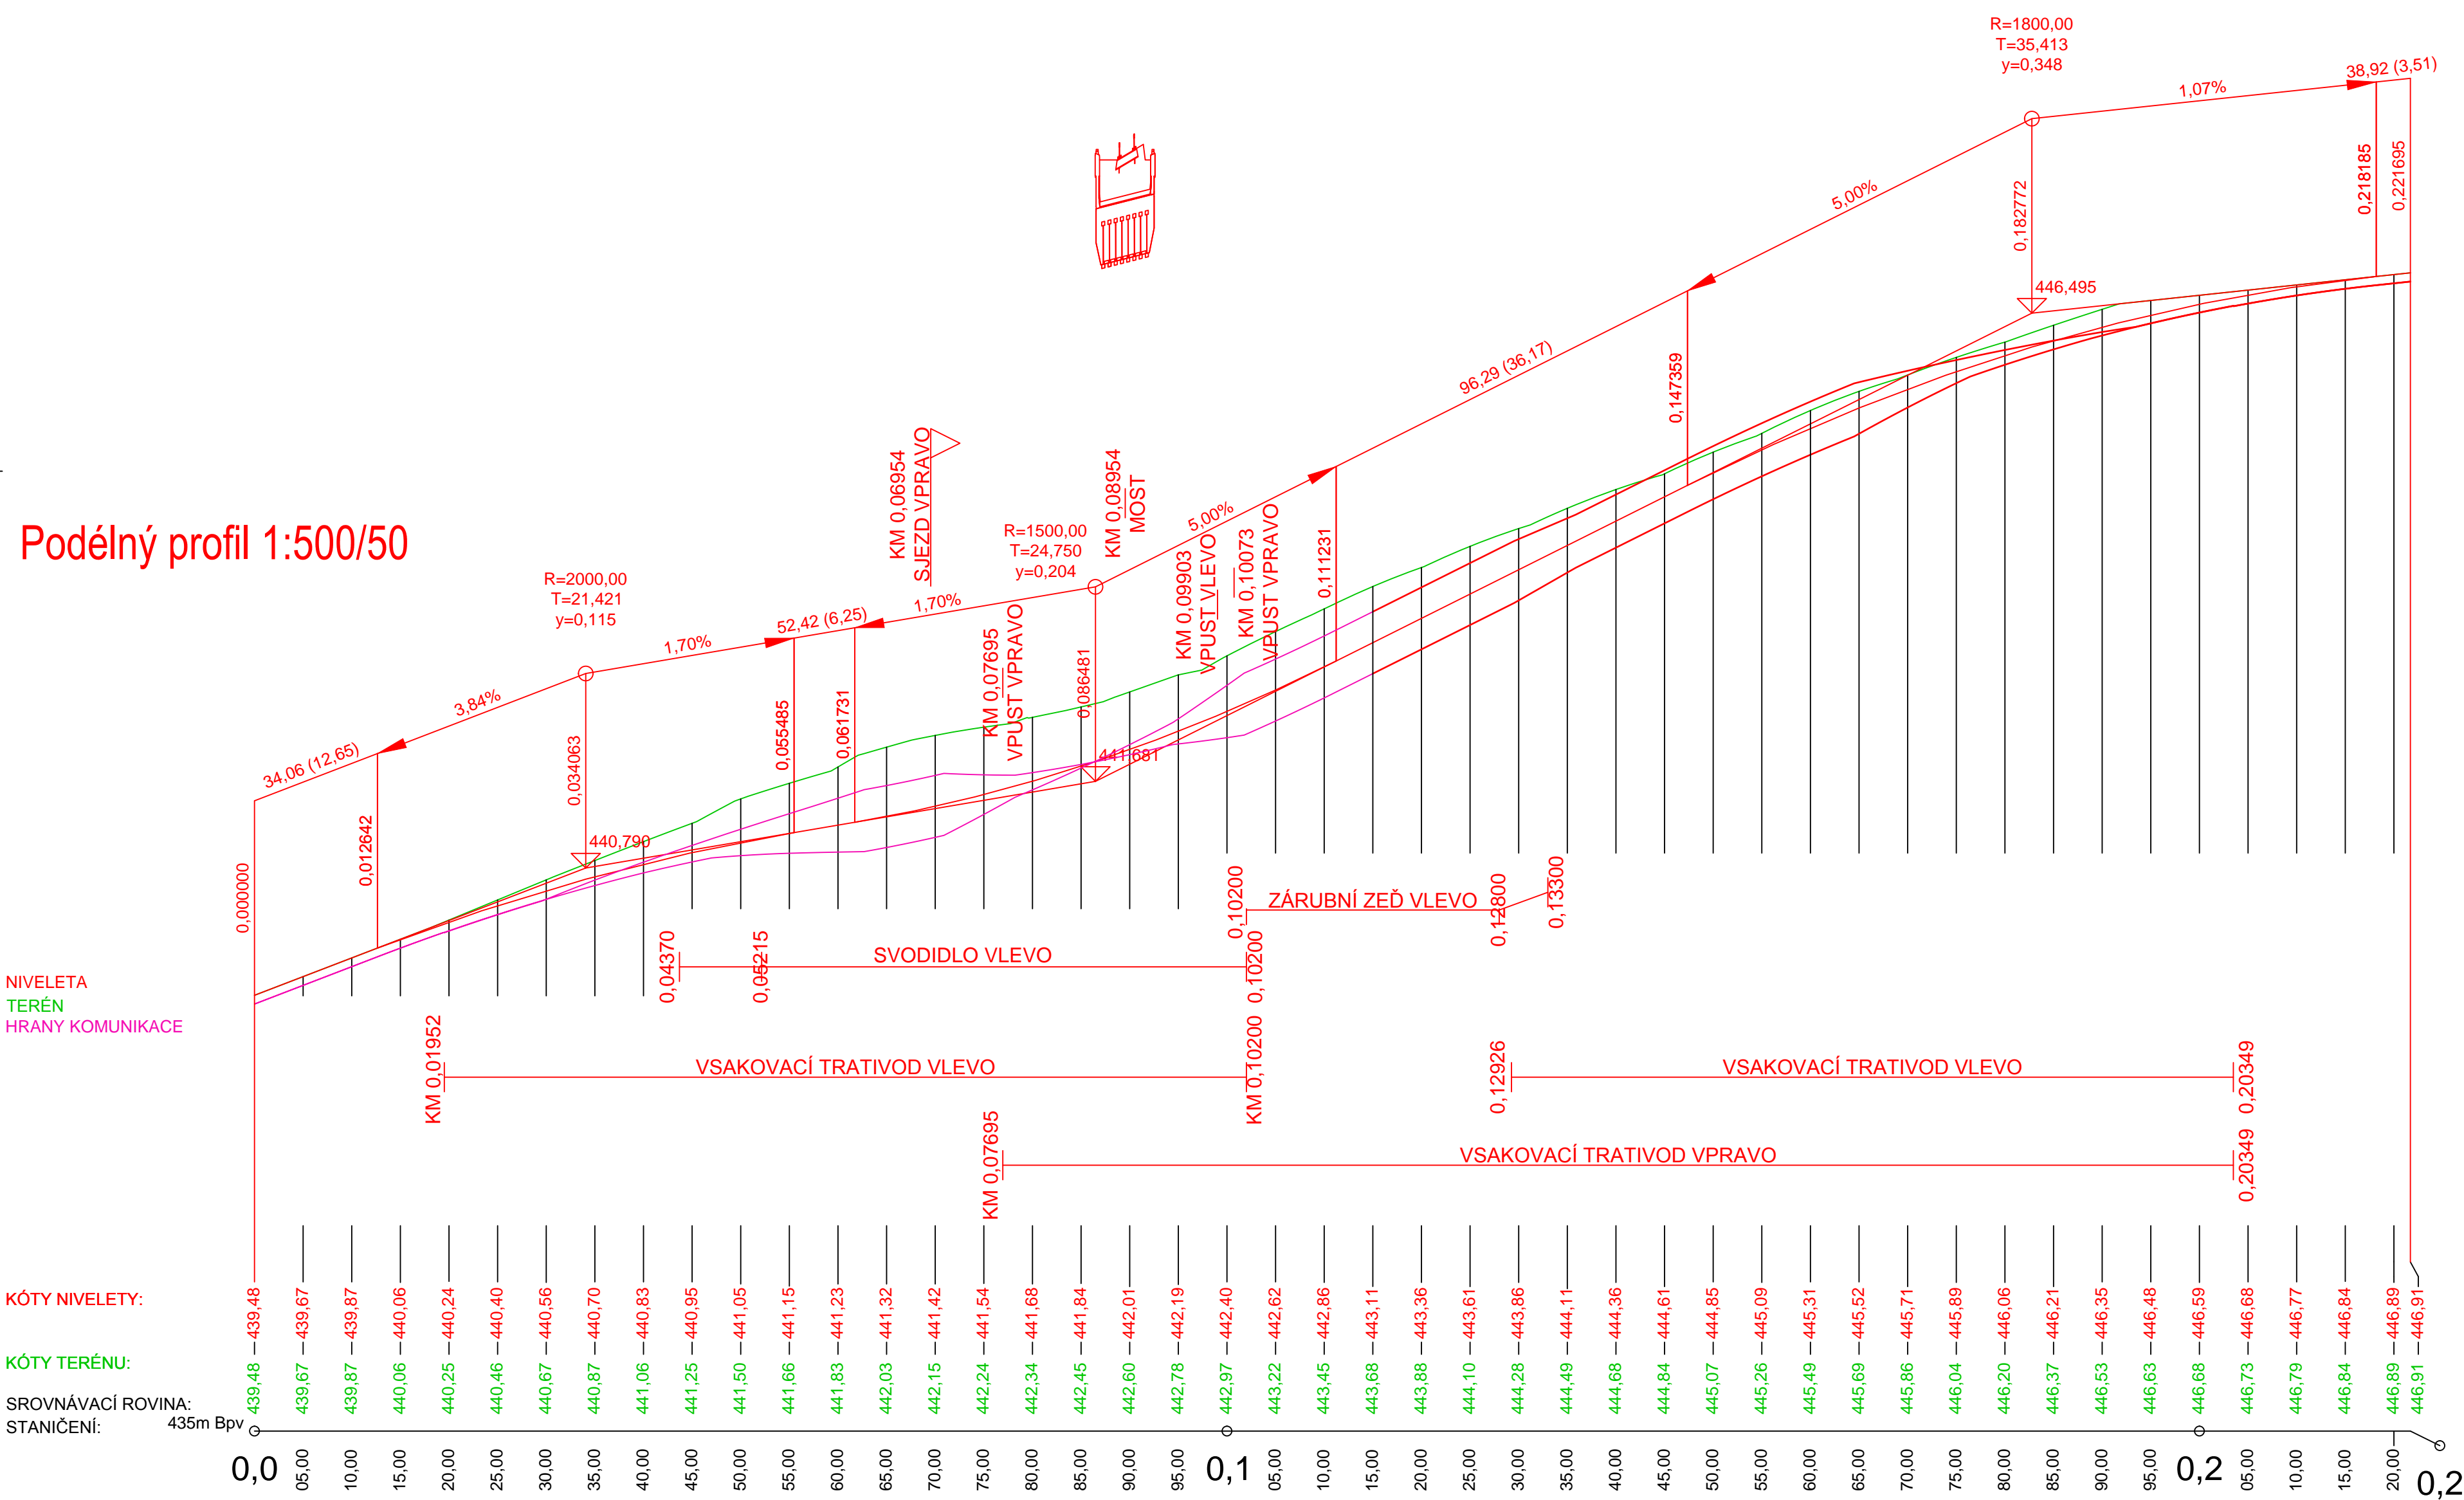 R=1800,00
T=35,413
y=0,348
38,92 (3,51)
1,07%
0,218185
0,221695
5,00%
0,182772
446,495
96,29 (36,17)
0,147359
KM 0,06954
SJEZD VPRAVO
KM 0,08954
MOST
Podélný profil 1:500/50
R=1500,00
T=24,750
y=0,204
5,00%
KM 0,09903
VPUST VLEVO
KM 0,10073
VPUST VPRAVO
0,111231
R=2000,00
T=21,421
y=0,115
52,42 (6,25)
1,70%
1,70%
KM 0,07695
VPUST VPRAVO
0,086481
441,681
3,84%
34,06 (12,65)
0,034063
0,055485
0,061731
0,012642
440,790
0,000000
0,10200
ZÁRUBNÍ ZEĎ VLEVO
0,12800
0,13300
0,04370
0,05215
SVODIDLO VLEVO
0,10200
NIVELETA
TERÉN
HRANY KOMUNIKACE
KM 0,01952
VSAKOVACÍ TRATIVOD VLEVO
KM 0,10200
0,12926
VSAKOVACÍ TRATIVOD VLEVO
0,20349
KM 0,07695
VSAKOVACÍ TRATIVOD VPRAVO
0,20349
KÓTY NIVELETY: 439,48 439,67 439,87 440,06 440,24 440,40 440,56 440,70 440,83 440,95 441,05 441,15 441,23 441,32 441,42 441,54 441,68 441,84 442,01 442,19 442,40 442,62 442,86 443,11 443,36 443,61 443,86 444,11 444,36 444,61 444,85 445,09 445,31 445,52 445,71 445,89 446,06 446,21 446,35 446,48 446,59 446,68 446,77 446,84 446,89 446,91
KÓTY TERÉNU: 439,48 439,67 439,87 440,06 440,25 440,46 440,67 440,87 441,06 441,25 441,50 441,66 441,83 442,03 442,15 442,24 442,34 442,45 442,60 442,78 442,97 443,22 443,45 443,68 443,88 444,10 444,28 444,49 444,68 444,84 445,07 445,26 445,49 445,69 445,86 446,04 446,20 446,37 446,53 446,63 446,68 446,73 446,79 446,84 446,89 446,91
SROVNÁVACÍ ROVINA:
435m Bpv
STANIČENÍ:
0,0 05,00 10,00 15,00 20,00 25,00 30,00 35,00 40,00 45,00 50,00 55,00 60,00 65,00 70,00 75,00 80,00 85,00 90,00 95,00 0,1 05,00 10,00 15,00 20,00 25,00 30,00 35,00 40,00 45,00 50,00 55,00 60,00 65,00 70,00 75,00 80,00 85,00 90,00 95,00 0,2 05,00 10,00 15,00 20,00 0,2